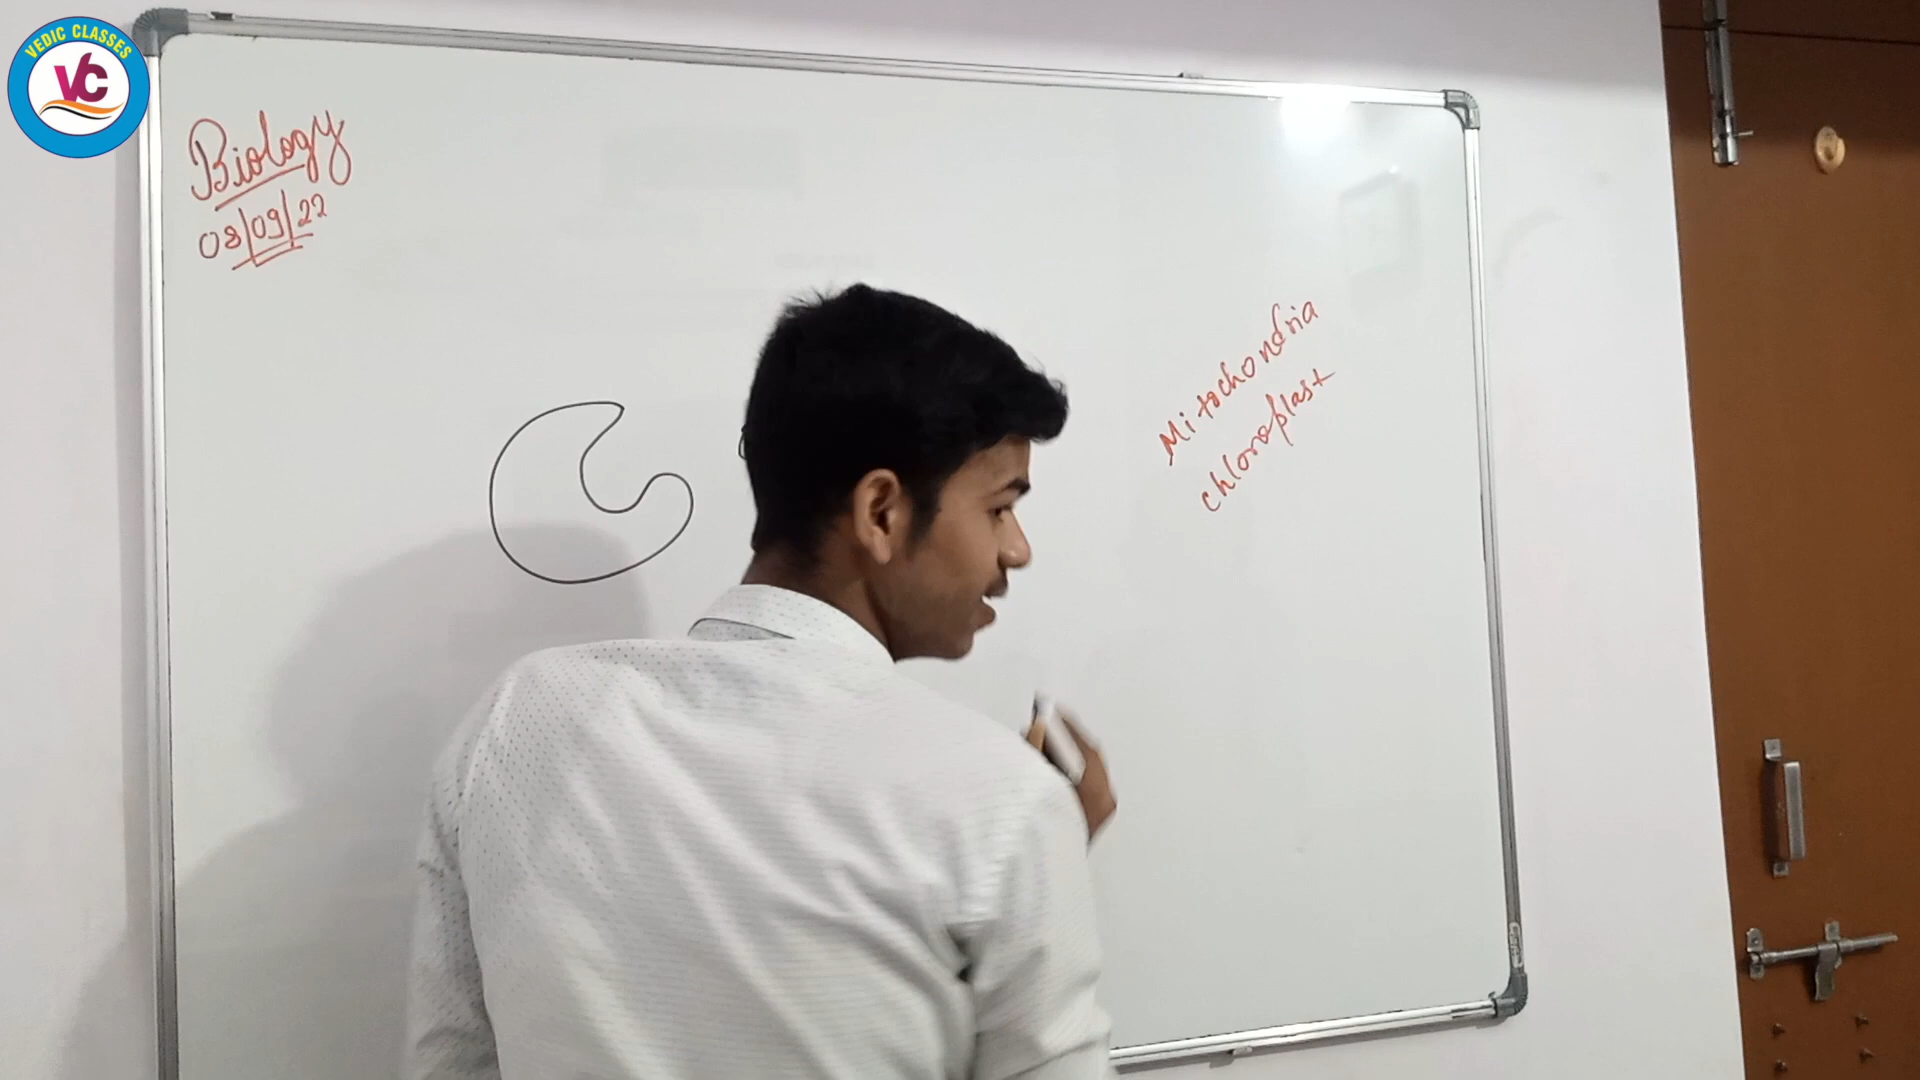 VEDIC CLASSES
VC
Biology
08/09/22
Mitochondria
chloroplast